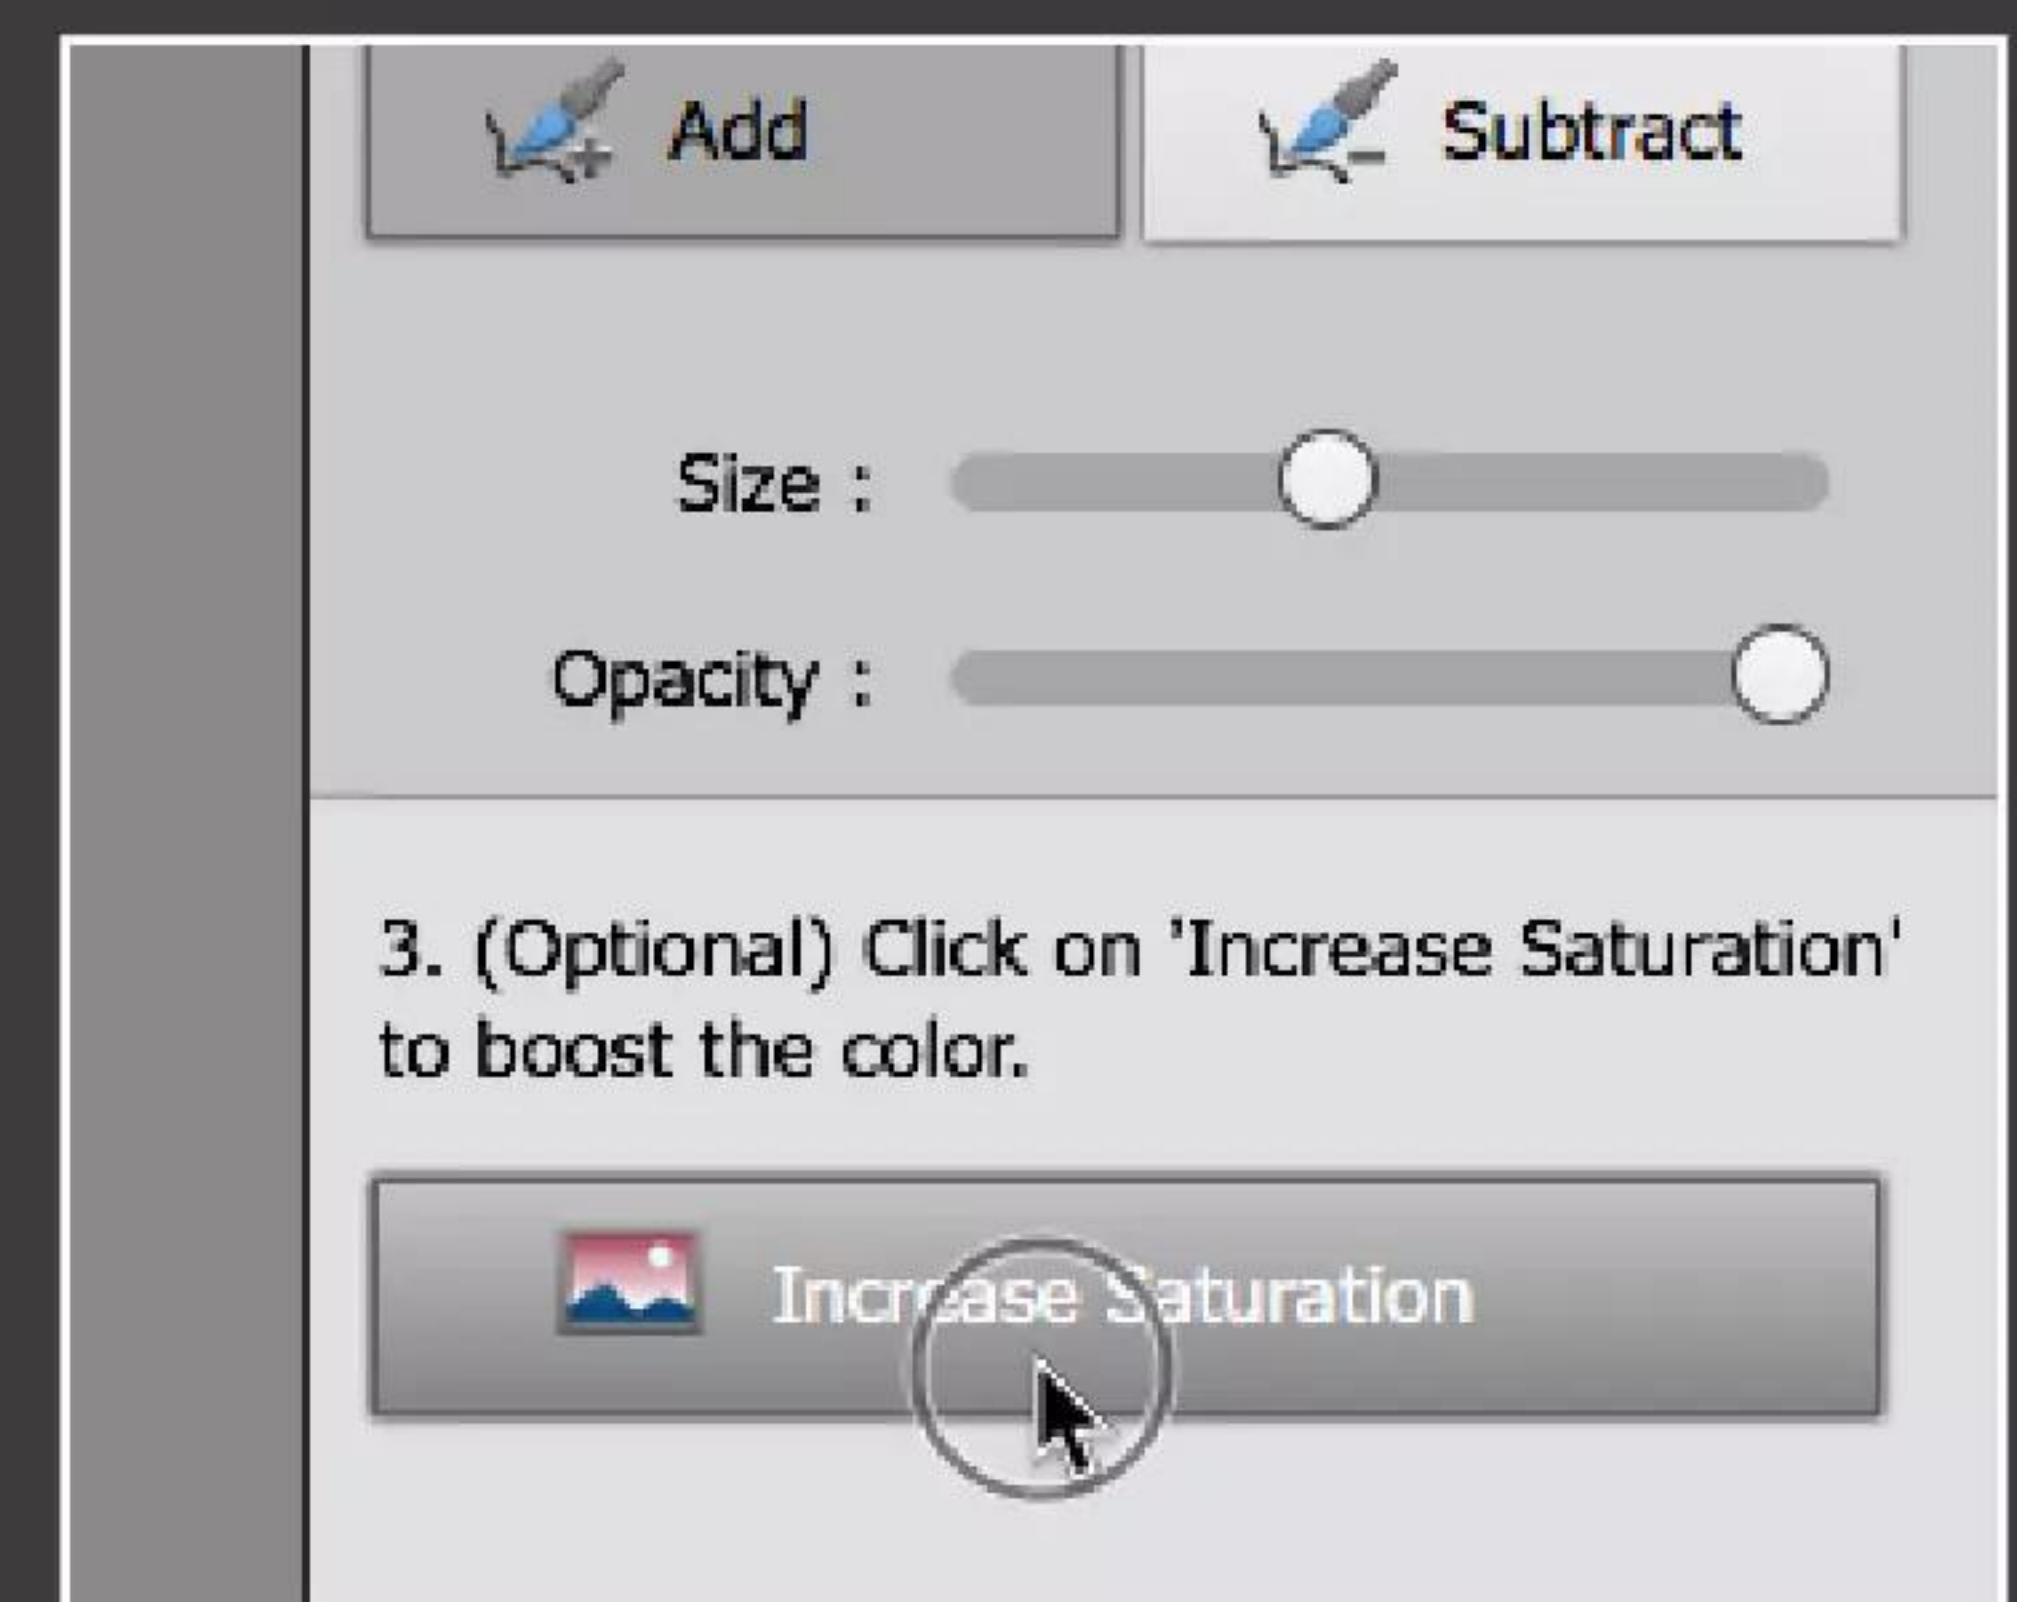 Add
Subtract
Size :
Opacity :
3. (Optional) Click on 'Increase Saturation'
to boost the color.
Increase Saturation